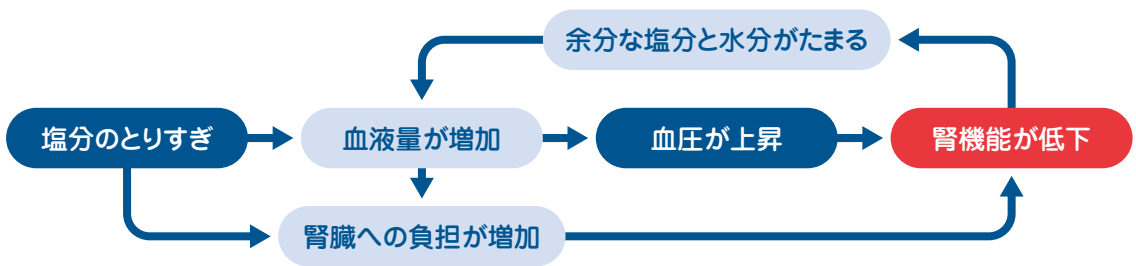 余分な塩分と水分がたまる
塩分のとりすぎ
血液量が増加
血圧が上昇
腎機能が低下
腎臓への負担が増加